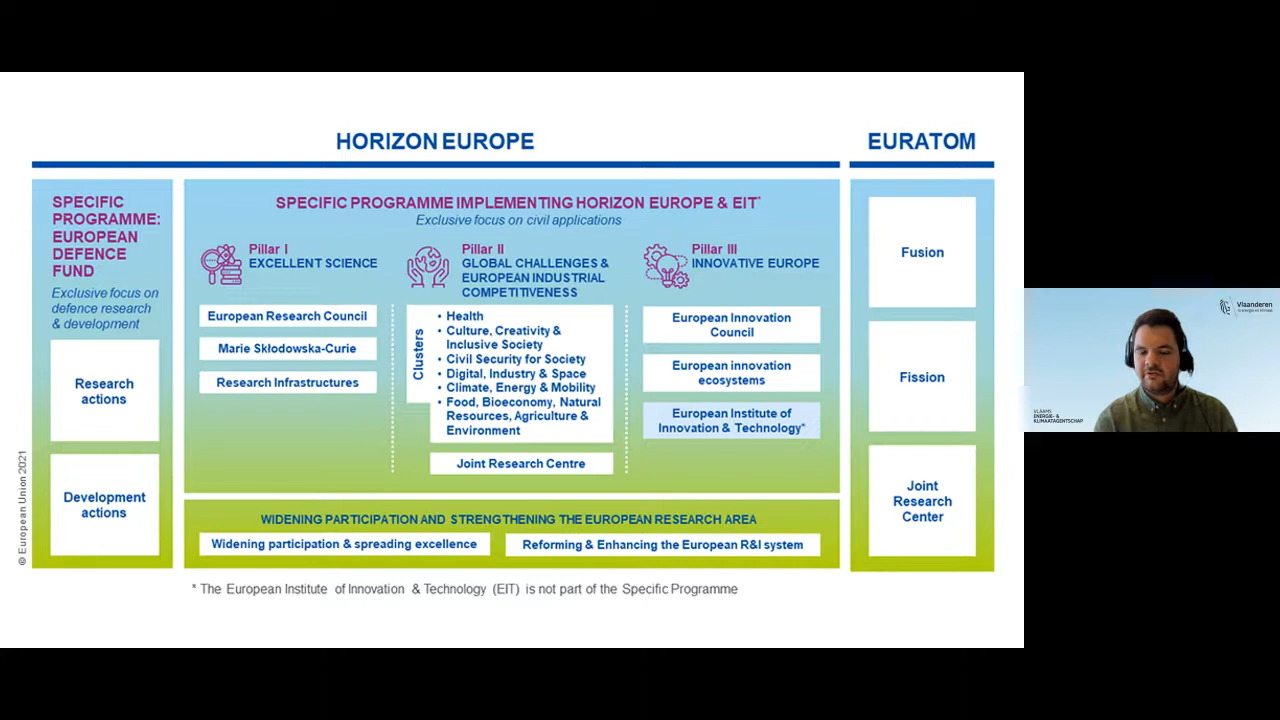 HORIZON EUROPE
EURATOM
SPECIFIC
PROGRAMME:
EUROPEAN
DEFENCE
FUND
Exclusive focus on
defence research
& development
Research
actions
Development
actions
SPECIFIC PROGRAMME IMPLEMENTING HORIZON EUROPE & EIT*
Exclusive focus on civil applications
Pillar I
EXCELLENT SCIENCE
European Research Council
Marie Skłodowska-Curie
Research Infrastructures
Pillar II
GLOBAL CHALLENGES &
EUROPEAN INDUSTRIAL
COMPETITIVENESS
Clusters
• Health
• Culture, Creativity &
Inclusive Society
• Civil Security for Society
• Digital, Industry & Space
• Climate, Energy & Mobility
• Food, Bioeconomy, Natural
Resources, Agriculture &
Environment
Joint Research Centre
Pillar III
INNOVATIVE EUROPE
European Innovation
Council
European innovation
ecosystems
European Institute of
Innovation & Technology*
WIDENING PARTICIPATION AND STRENGTHENING THE EUROPEAN RESEARCH AREA
Widening participation & spreading excellence
Reforming & Enhancing the European R&I system
Fusion
Fission
Joint
Research
Center
© European Union 2021
* The European Institute of Innovation & Technology (EIT) is not part of the Specific Programme
Vlaanderen
VLAAMS
ENERGIE- &
KLIMAATAGENTSCHAP